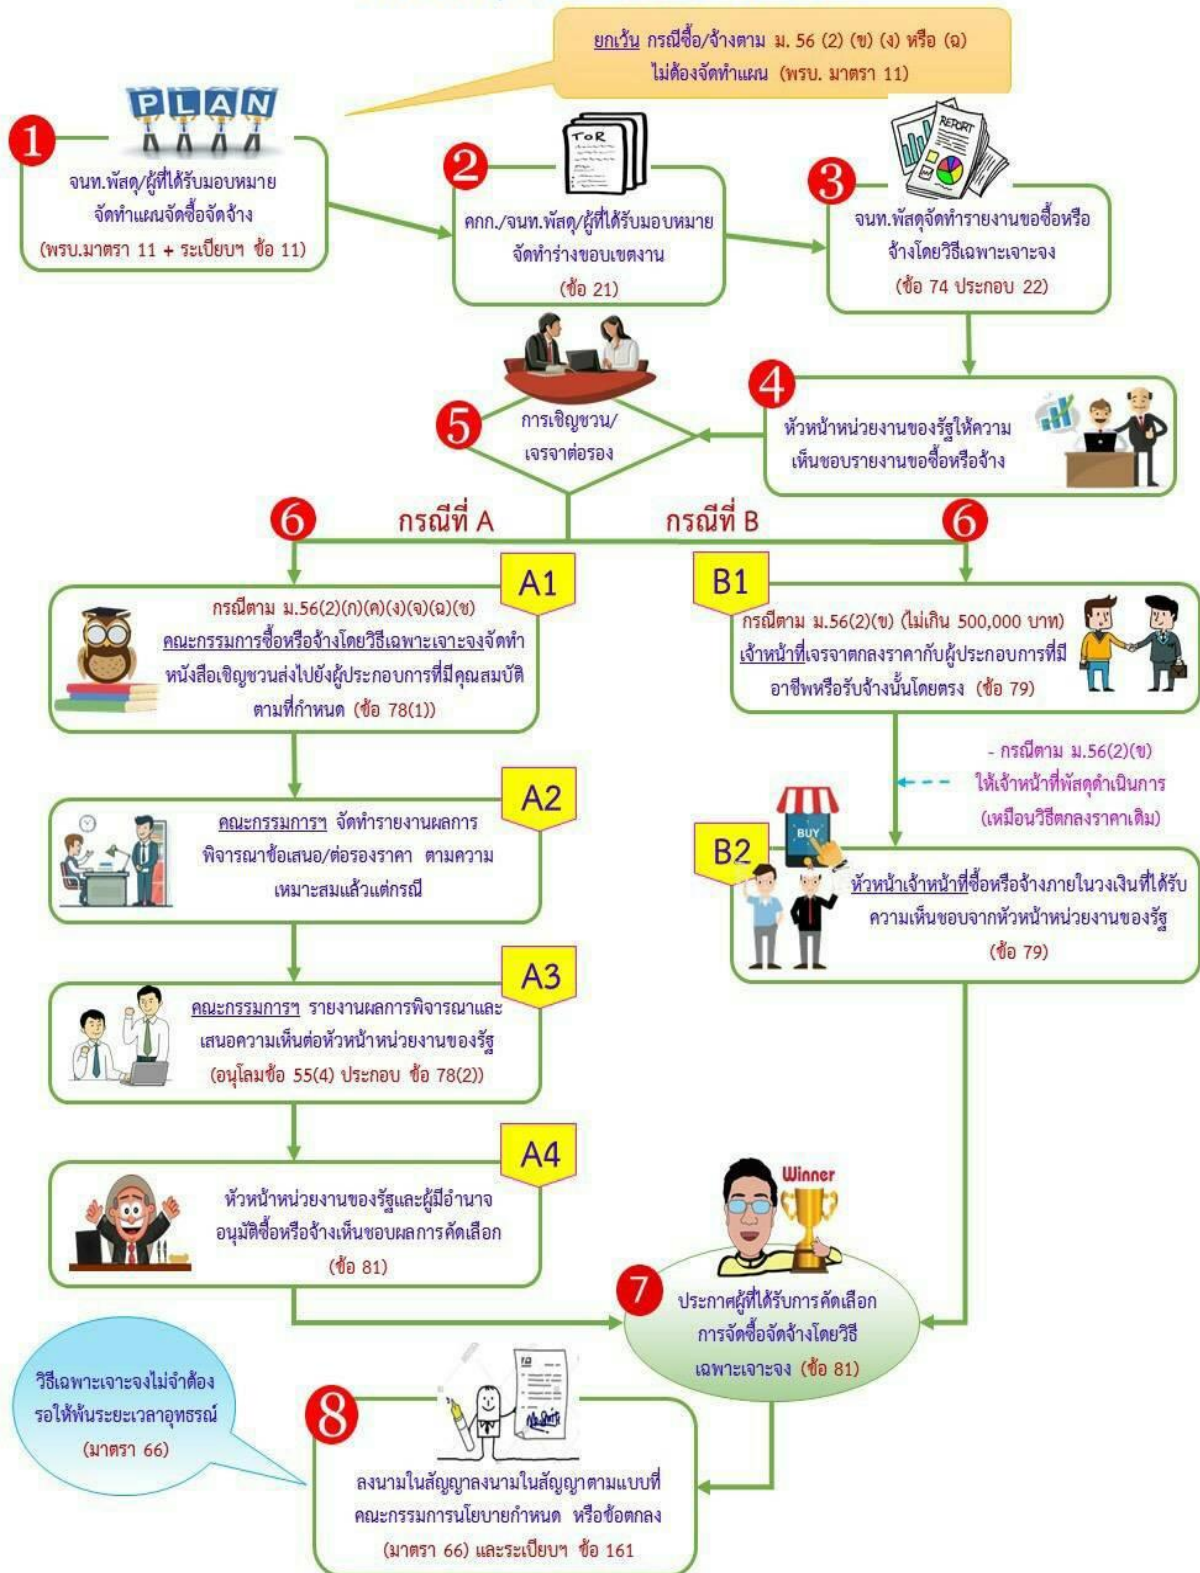 ยกเว้น กรณีซื้อ/จ้างตาม ม. 56 (2) (ข) (ง) หรือ (ฉ)
ไม่ต้องจัดทำแผน (พรบ. มาตรา 11)
PLAN
1
จนท.พัสดุ/ผู้ที่ได้รับมอบหมาย
จัดทำแผนจัดซื้อจัดจ้าง
(พรบ.มาตรา 11 + ระเบียบฯ ข้อ 11)
TOR
2
คกก./จนท.พัสดุ/ผู้ที่ได้รับมอบหมาย
จัดทำร่างขอบเขตงาน
(ข้อ 21)
REPORT
3
จนท.พัสดุจัดทำรายงานขอซื้อหรือ
จ้างโดยวิธีเฉพาะเจาะจง
(ข้อ 74 ประกอบ 22)
4
หัวหน้าหน่วยงานของรัฐให้ความ
เห็นชอบรายงานขอซื้อหรือจ้าง
5
การเชิญชวน/
เจรจาต่อรอง
6
กรณีที่ A
กรณีที่ B
6
A1
กรณีตาม ม.56(2)(ก)(ค)(ง)(จ)(ฉ)(ช)
คณะกรรมการซื้อหรือจ้างโดยวิธีเฉพาะเจาะจงจัดทำ
หนังสือเชิญชวนส่งไปยังผู้ประกอบการที่มีคุณสมบัติ
ตามที่กำหนด (ข้อ 78(1))
A2
คณะกรรมการฯ จัดทำรายงานผลการ
พิจารณาข้อเสนอ/ต่อรองราคา ตามความ
เหมาะสมแล้วแต่กรณี
A3
คณะกรรมการฯ รายงานผลการพิจารณาและ
เสนอความเห็นต่อหัวหน้าหน่วยงานของรัฐ
(อนุโลมข้อ 55(4) ประกอบ ข้อ 78(2))
A4
หัวหน้าหน่วยงานของรัฐและผู้มีอำนาจ
อนุมัติซื้อหรือจ้างเห็นชอบผลการคัดเลือก
(ข้อ 81)
B1
กรณีตาม ม.56(2)(ข) (ไม่เกิน 500,000 บาท)
เจ้าหน้าที่เจรจาตกลงราคากับผู้ประกอบการที่มี
อาชีพหรือรับจ้างนั้นโดยตรง (ข้อ 79)
- กรณีตาม ม.56(2)(ข)
ให้เจ้าหน้าที่พัสดุดำเนินการ
(เหมือนวิธีตกลงราคาเดิม)
BUY
B2
หัวหน้าเจ้าหน้าที่ซื้อหรือจ้างภายในวงเงินที่ได้รับ
ความเห็นชอบจากหัวหน้าหน่วยงานของรัฐ
(ข้อ 79)
Winner
7
ประกาศผู้ที่ได้รับการคัดเลือก
การจัดซื้อจัดจ้างโดยวิธี
เฉพาะเจาะจง (ข้อ 81)
วิธีเฉพาะเจาะจงไม่จำต้อง
รอให้พ้นระยะเวลาอุทธรณ์
(มาตรา 66)
8
ลงนามในสัญญาลงนามในสัญญาตามแบบที่
คณะกรรมการนโยบายกำหนด หรือข้อตกลง
(มาตรา 66) และระเบียบฯ ข้อ 161